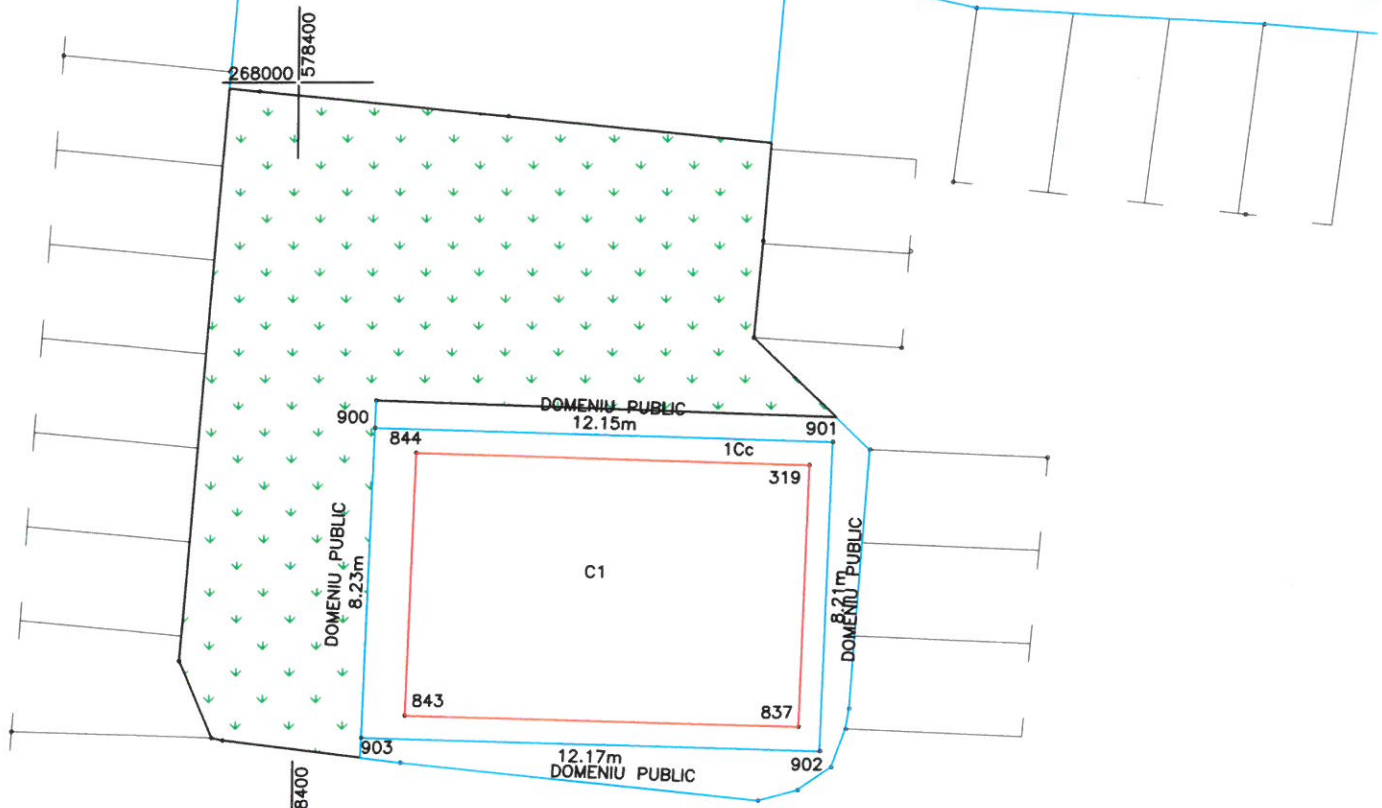 578400
268000
DOMENIU PUBLIC
900
12.15m
901
844
1Cc
319
DOMENIU PUBLIC
8.23m
C1
8.21m
DOMENIU PUBLIC
843
837
903
12.17m
902
DOMENIU PUBLIC
8400